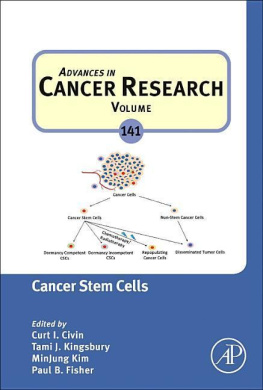 ADVANCES IN
CANCER RESEARCH
VOLUME
141
Cancer Cells
Cancer Stem Cells
Non-Stem Cancer Cells
Chemotherapy/
Radiotherapy
Dormancy Competent
CSCs
Dormancy Incompetent
CSCs
Repopulating
Cancer Cells
Disseminated Tumor Cells
Cancer Stem Cells
Edited by
Curt I. Civin
Tami J. Kingsbury
MinJung Kim
Paul B. Fisher